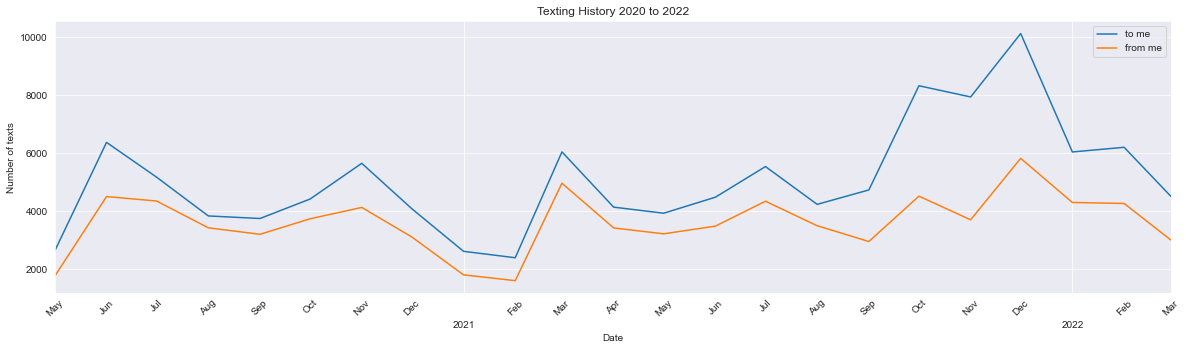 Texting History 2020 to 2022
to me
from me
Number of texts
10000
8000
6000
4000
2000
May
Jun
Jul
Aug
Sep
Oct
Nov
Dec
2021
Feb
Mar
Apr
May
Jun
Jul
Aug
Sep
Oct
Nov
Dec
2022
Feb
Mar
Date